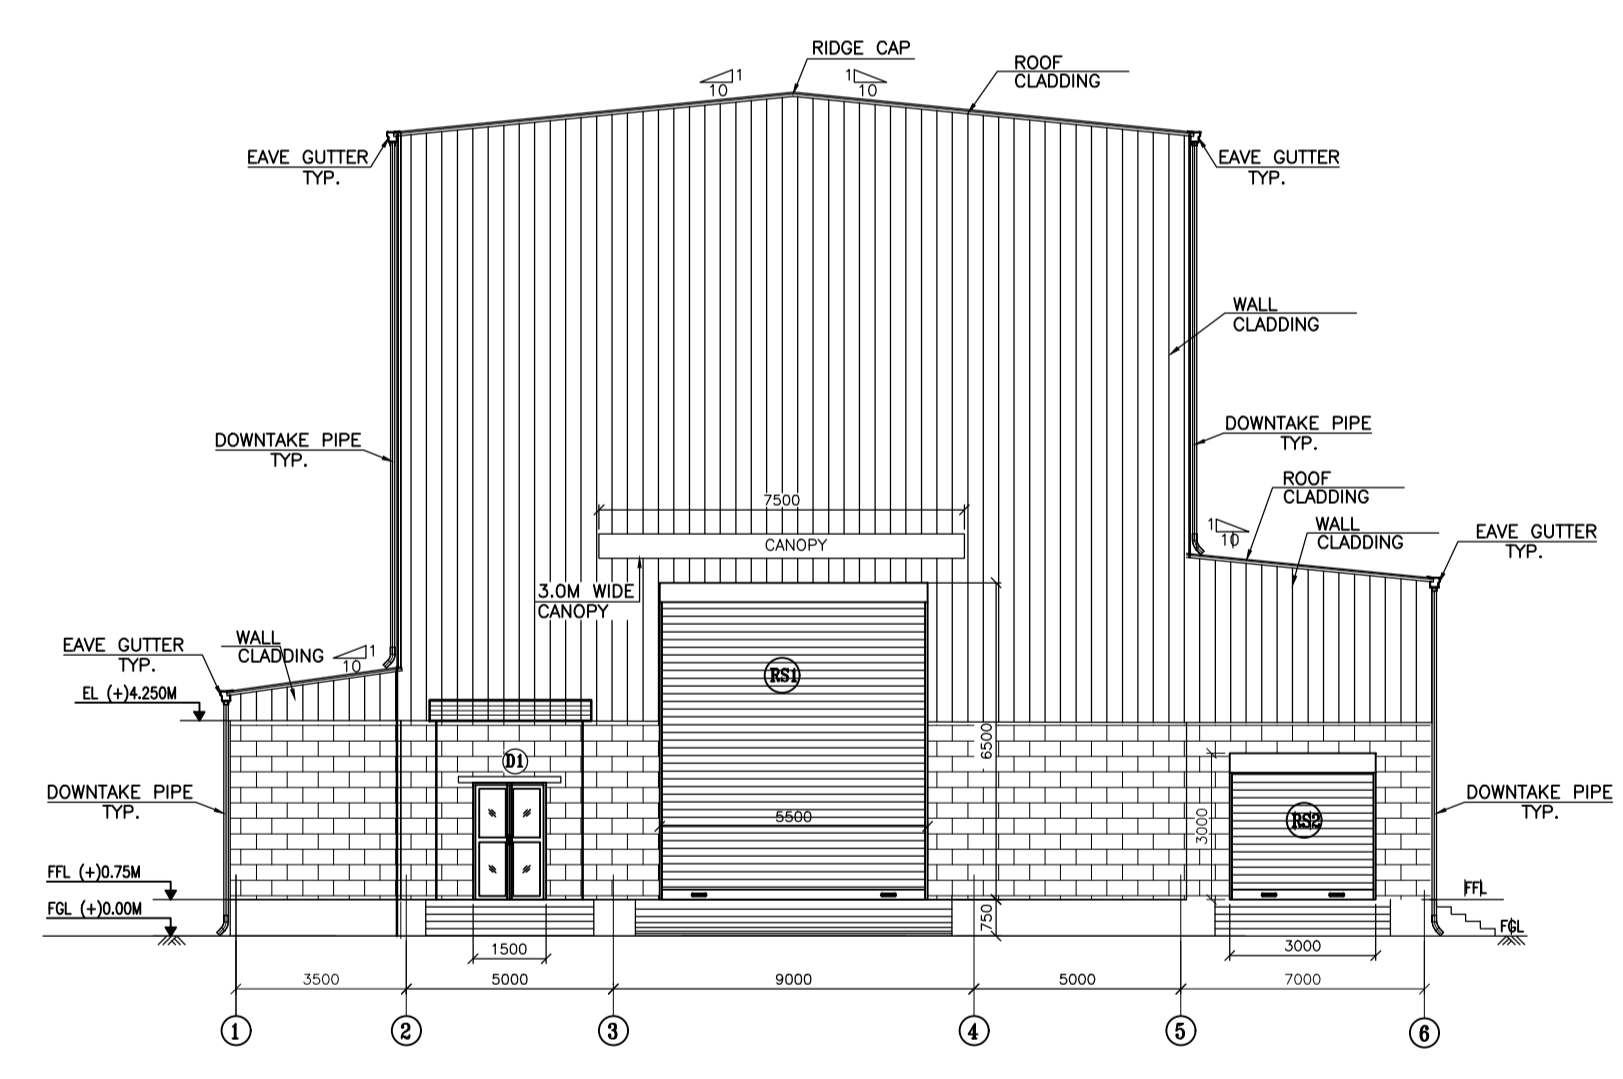 RIDGE CAP
1
10
1
10
ROOF
CLADDING
EAVE GUTTER
TYP.
EAVE GUTTER
TYP.
WALL
CLADDING
DOWNTAKE PIPE
TYP.
DOWNTAKE PIPE
TYP.
ROOF
CLADDING
7500
1
10
WALL
CLADDING
EAVE GUTTER
TYP.
CANOPY
3.0M WIDE
CANOPY
EAVE GUTTER
TYP.
WALL
CLADDING
1
10
RS1
EL (+)4.250M
6500
D1
DOWNTAKE PIPE
TYP.
5500
3000
RS2
DOWNTAKE PIPE
TYP.
FFL (+)0.75M
FFL
FGL (+)0.00M
750
FGL
1500
3000
3500
5000
9000
5000
7000
1
2
3
4
5
6